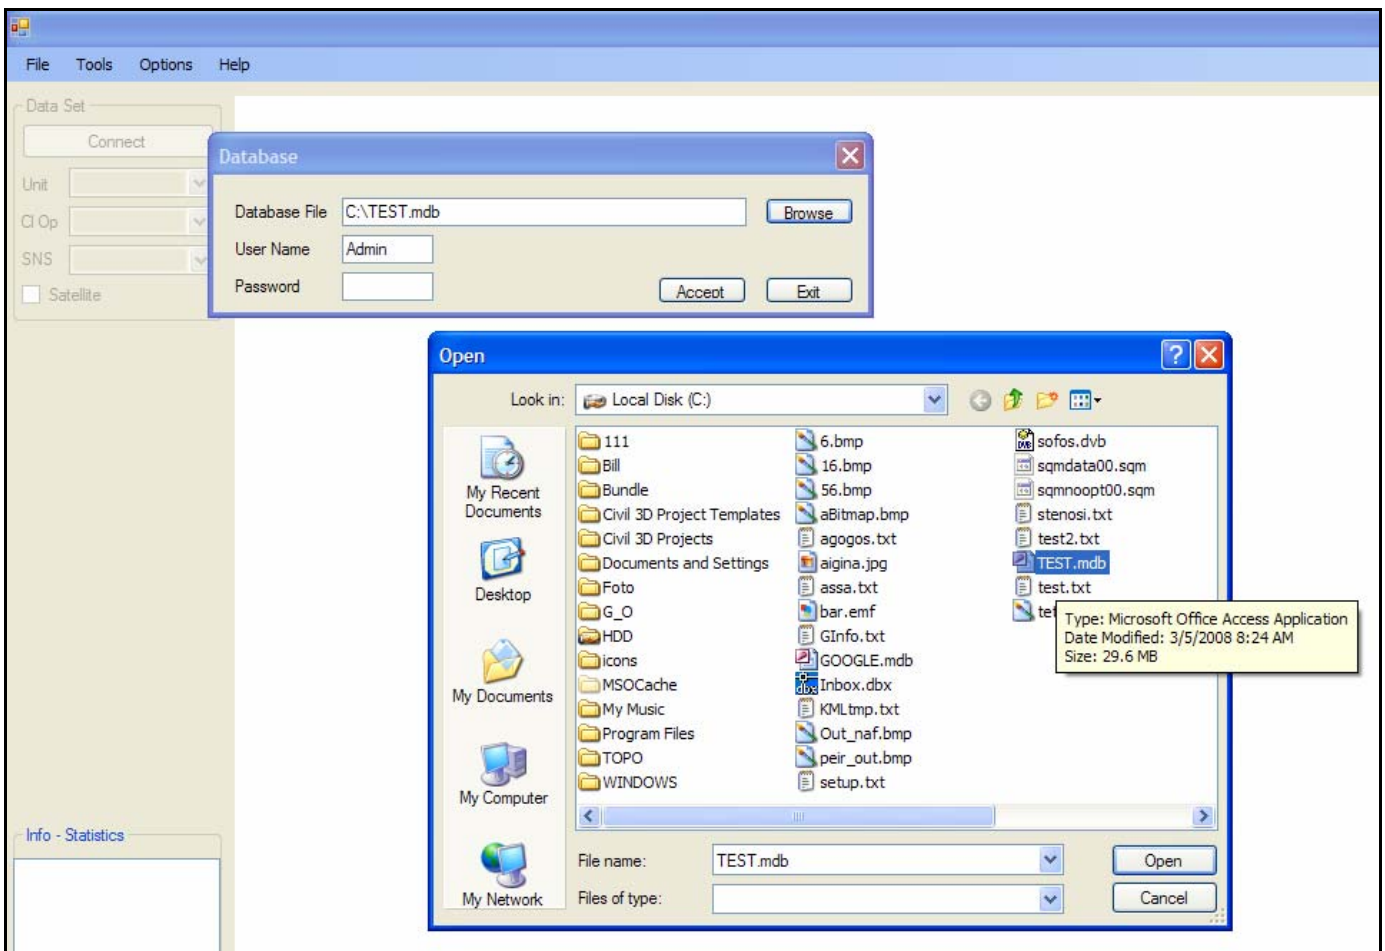 File Tools Options Help
Data Set
Connect
Unit
Cl Op
SNS
Satellite
Database
Database File C:\TEST.mdb Browse
User Name Admin
Password
Accept Exit
Open
Look in: Local Disk (C:)
My Recent Documents
Desktop
My Documents
My Computer
My Network
111
Bill
Bundle
Civil 3D Project Templates
Civil 3D Projects
Documents and Settings
Foto
G_O
HDD
icons
MSOCache
My Music
Program Files
TOPO
WINDOWS
6.bmp
16.bmp
56.bmp
aBitmap.bmp
agogos.txt
aigina.jpg
assa.txt
bar.emf
GInfo.txt
GOOGLE.mdb
Inbox.dbx
KMLtmp.txt
Out_naf.bmp
peir_out.bmp
setup.txt
sofos.dvb
sqmdata00.sqm
sqmnoopt00.sqm
stenosi.txt
test2.txt
TEST.mdb
test.txt
Type: Microsoft Office Access Application
Date Modified: 3/5/2008 8:24 AM
Size: 29.6 MB
File name: TEST.mdb Open
Files of type: Cancel
Info - Statistics